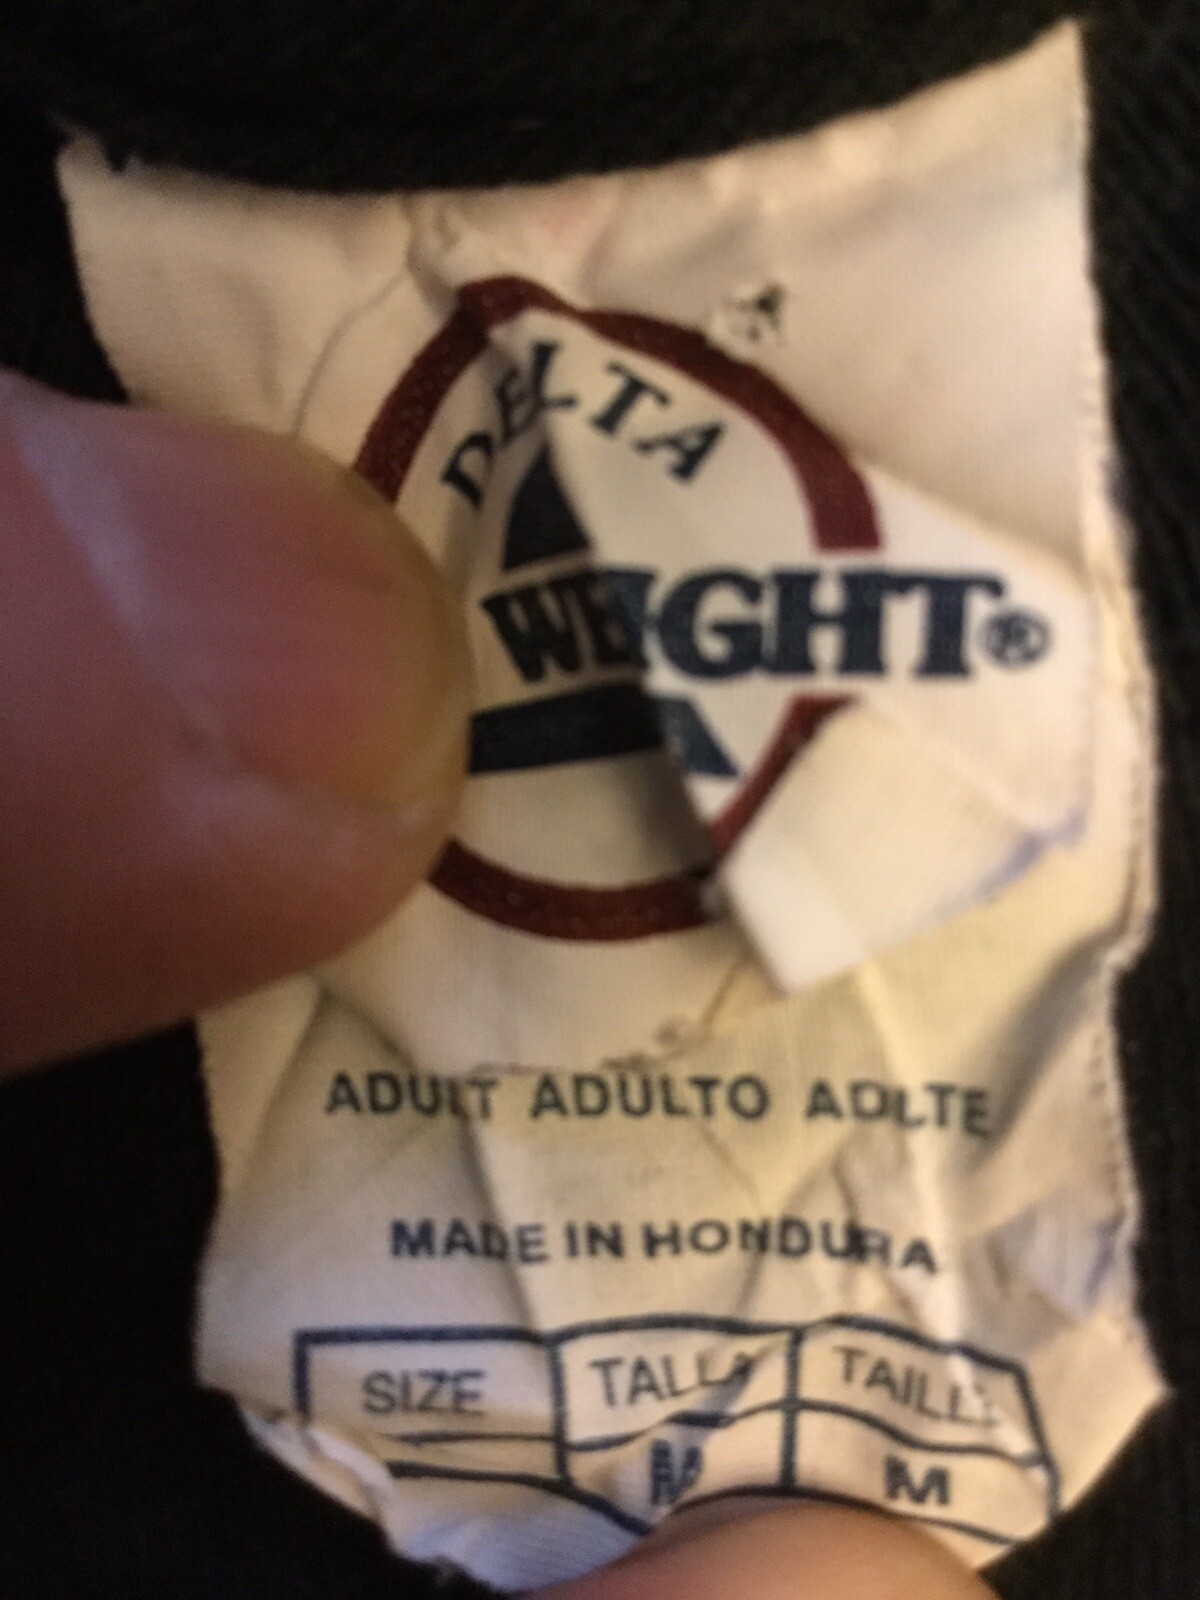 DELTA
WEIGHT®
ADULT ADULTO ADLTE
MADE IN HONDURA
SIZE TALLA TAILLE
M M